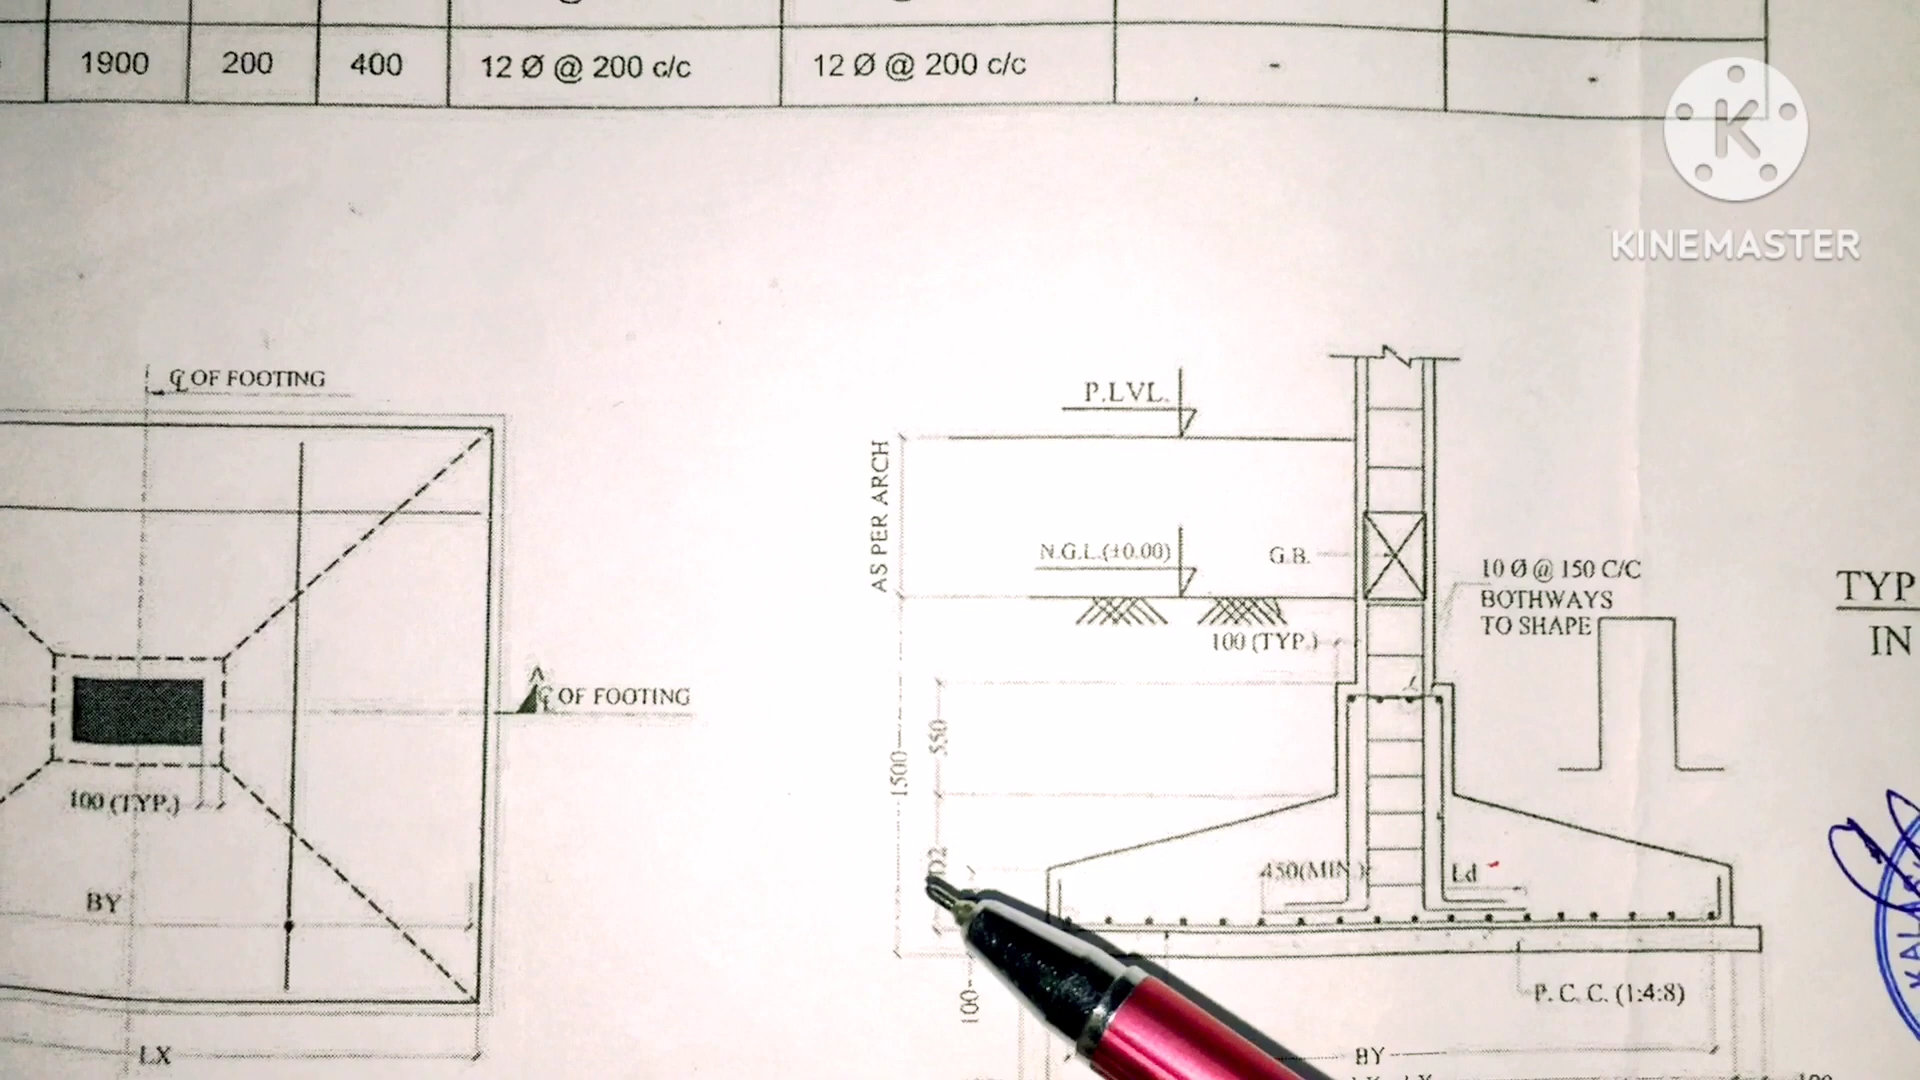 1900 200 400 12 Ø @ 200 c/c 12 Ø @ 200 c/c - -
K
KINEMASTER
℄ OF FOOTING
℄ OF FOOTING
100 (TYP.)
BY
LX
P.LVL.
AS PER ARCH
N.G.L.(±0.00)
G.B.
10 Ø @ 150 C/C
BOTHWAYS
TO SHAPE
100 (TYP.)
550
1500
D2
450(MIN.)
Ld
100
P. C. C. (1:4:8)
BY
TYP
IN